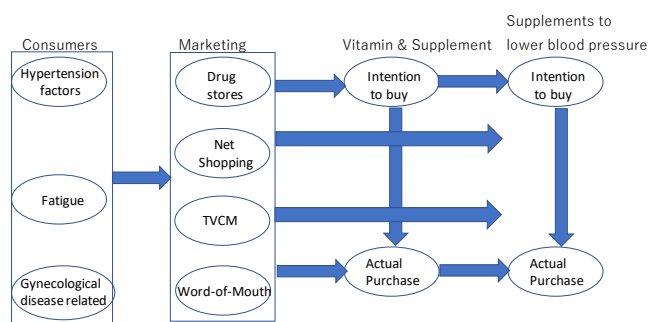 Consumers
Marketing
Vitamin & Supplement
Supplements to
lower blood pressure
Hypertension
factors
Fatigue
Gynecological
disease related
Drug
stores
Net
Shopping
TVCM
Word-of-Mouth
Intention
to buy
Actual
Purchase
Intention
to buy
Actual
Purchase